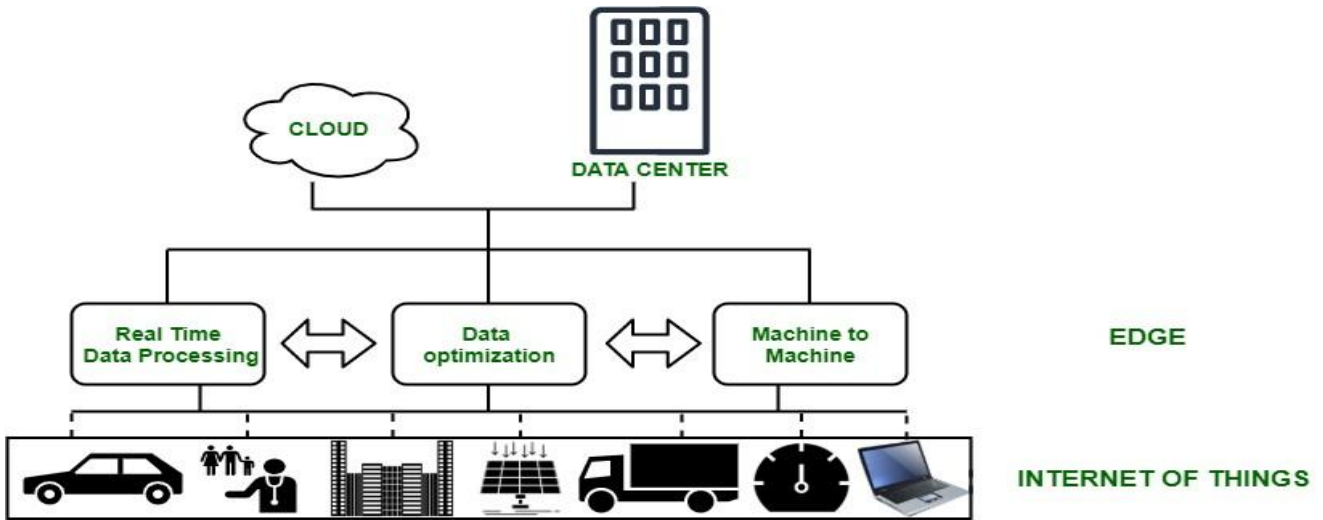 CLOUD
DATA CENTER
Real Time
Data Processing
Data
optimization
Machine to
Machine
EDGE
INTERNET OF THINGS